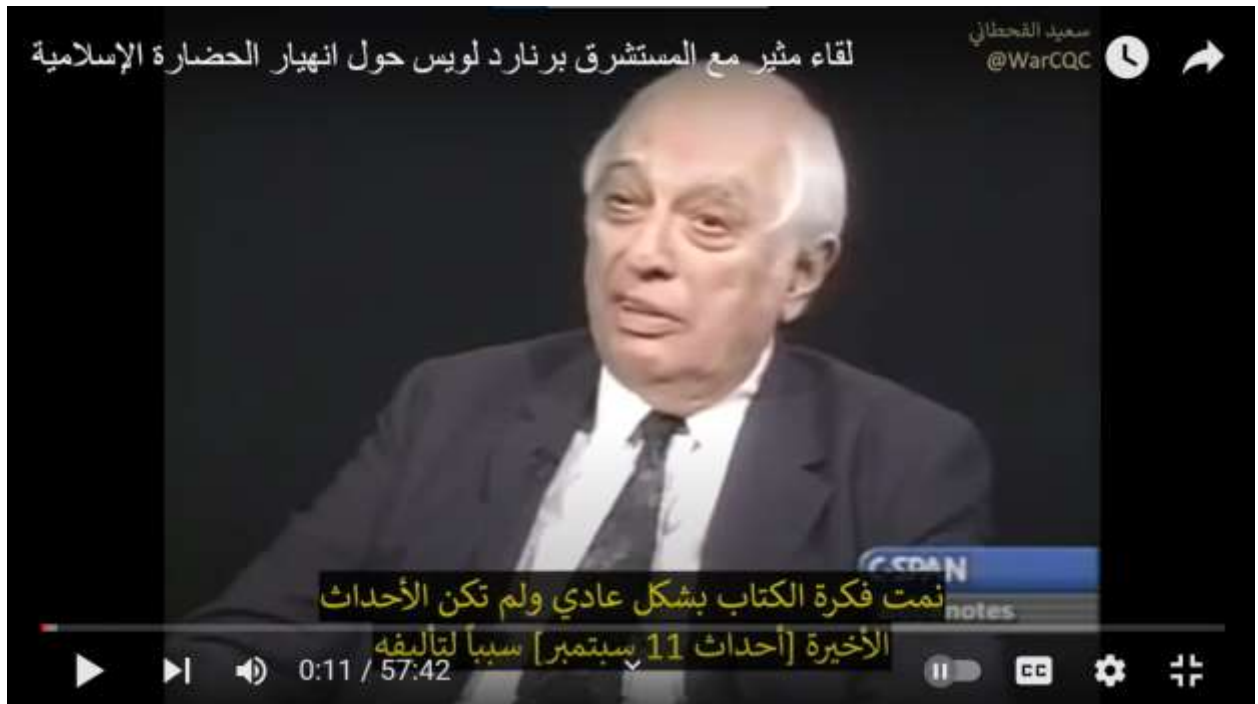 سعيد القحطاني
@WarCQC
لقاء مثير مع المستشرق برنارد لويس حول انهيار الحضارة الإسلامية
C-SPAN
notes
نمت فكرة الكتاب بشكل عادي ولم تكن الأحداث
الأخيرة [أحداث 11 سبتمبر] سبباً لتأليفه
0:11 / 57:42
CC